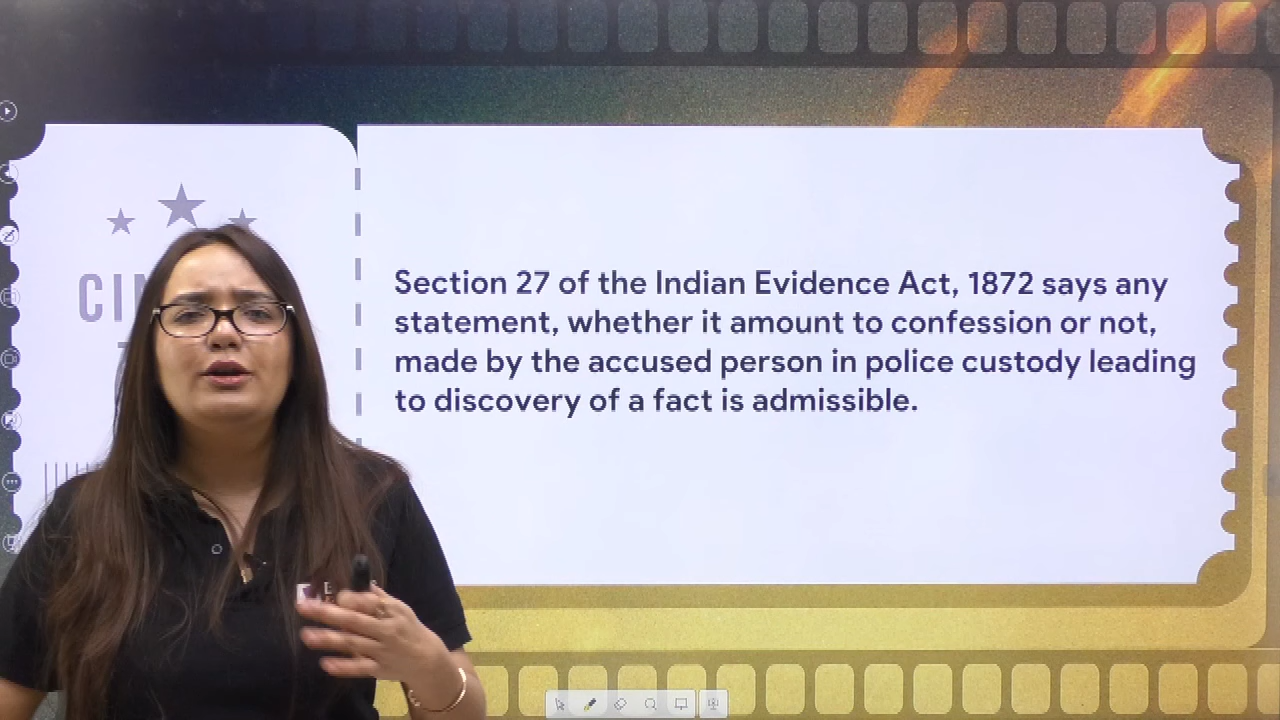 Section 27 of the Indian Evidence Act, 1872 says any
statement, whether it amount to confession or not,
made by the accused person in police custody leading
to discovery of a fact is admissible.